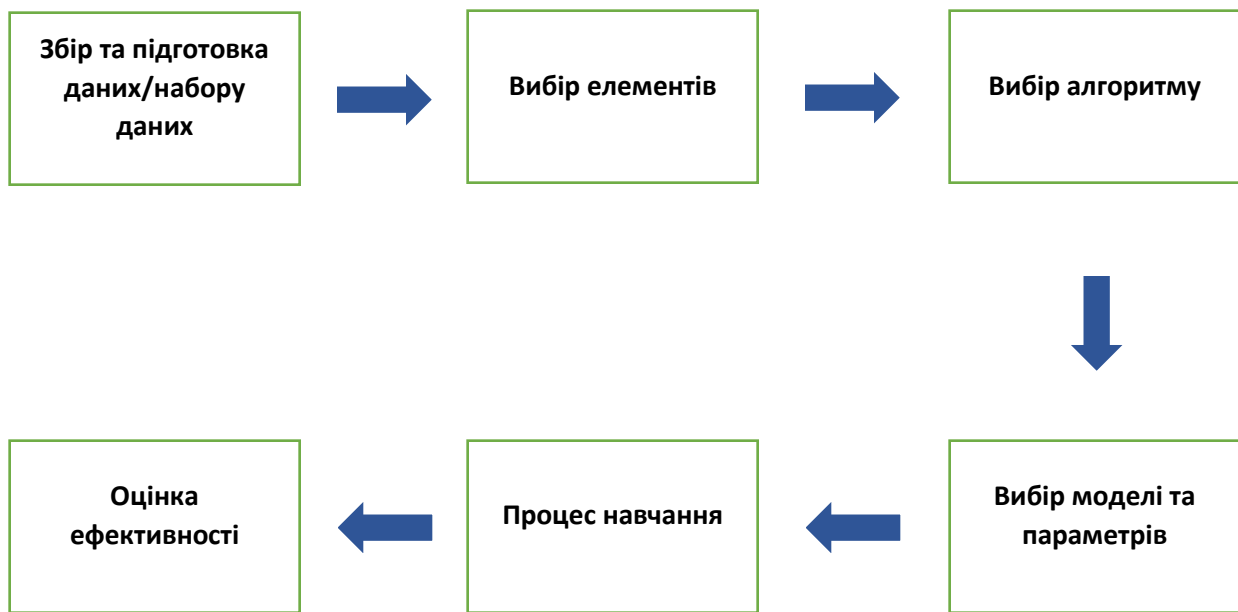 Збір та підготовка
даних/набору
даних
Вибір елементів
Вибір алгоритму
Вибір моделі та
параметрів
Процес навчання
Оцінка
ефективності